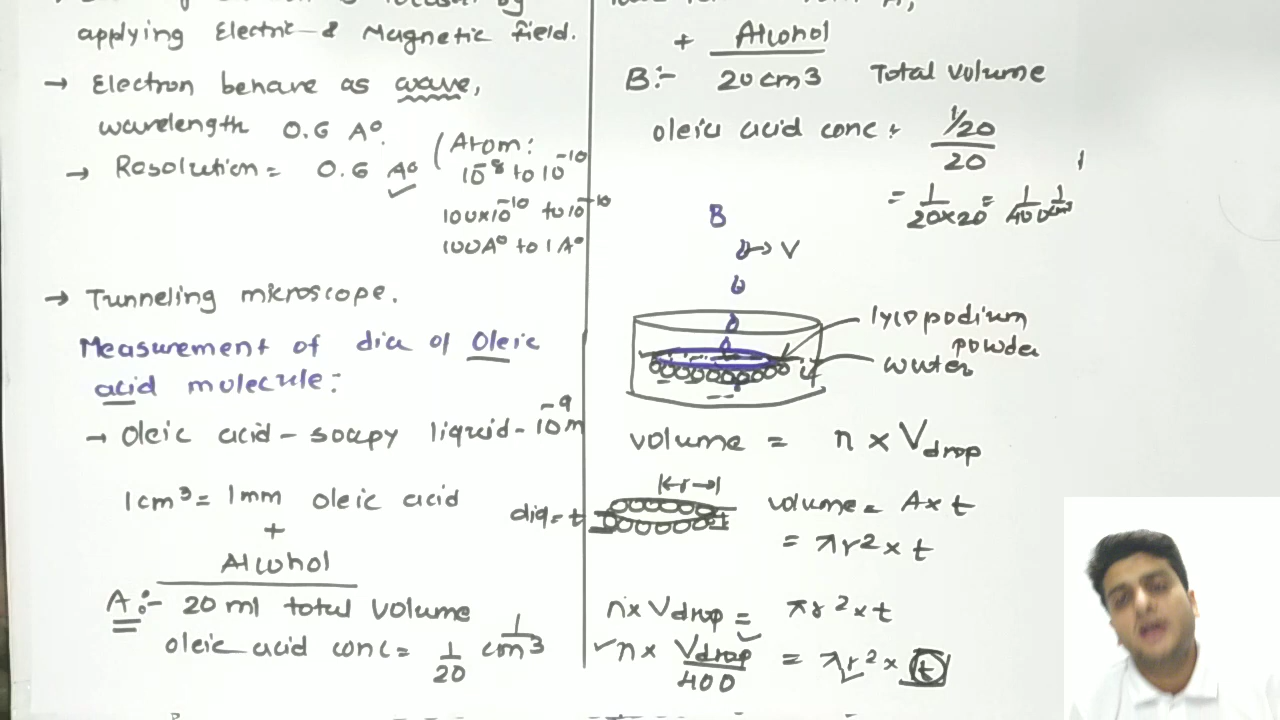 applying Electric & Magnetic field.
→ Electron behave as wave,
wavelength 0.6 A°.
→ Resolution = 0.6 A°
(Atom:
10^-8 to 10^-10
100×10^-10 to 10^-10
100A° to 1A°
→ Tunneling microscope.
Measurement of dia of Oleic
acid molecule:-
→ Oleic acid - soapy liquid - 10^-9 m
1cm³ = 1mm oleic acid
+
Alcohol
A:- 20 ml total volume
oleic acid conc = 1/20 1/cm³
+ Alcohol
B:- 20cm3 Total volume
oleic acid conc = (1/20)/20
= 1/(20×20) = 1/400 1/cm³
B
→ V
lycopodium
powder
water
volume = n × Vdrop
r
dia = t
t
volume = A × t
= πr² × t
n × Vdrop = πr² × t
✓n × Vdrop/400 = πr² × t